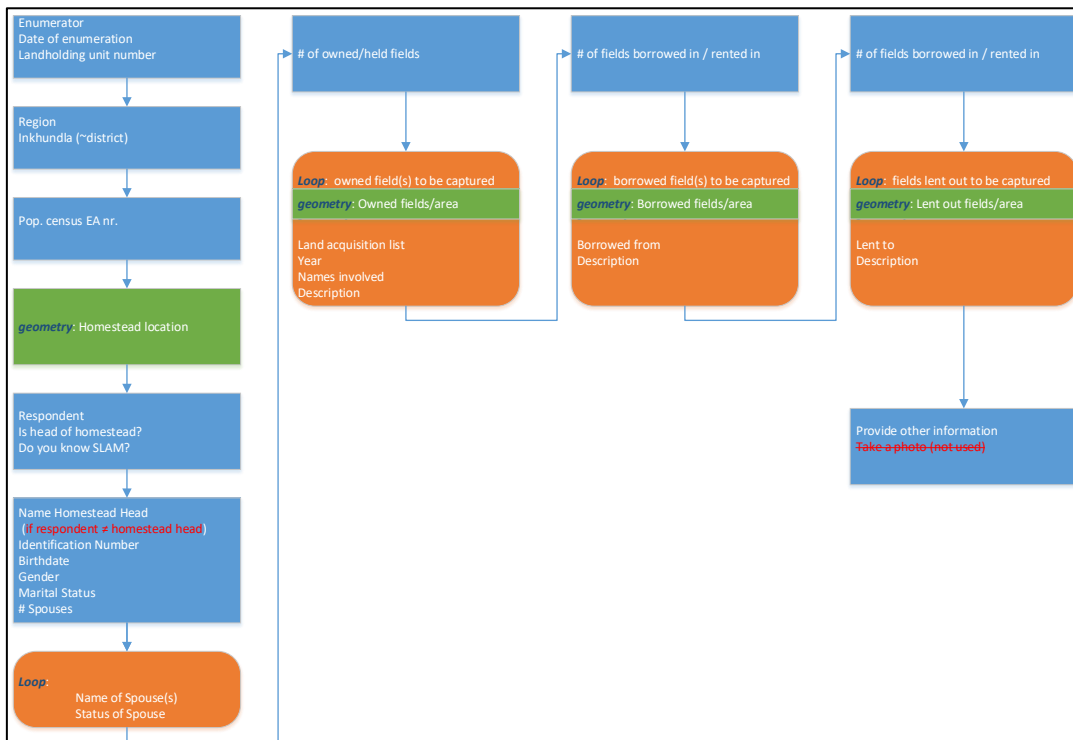 Enumerator
Date of enumeration
Landholding unit number
Region
Inkhundla (~district)
Pop. census EA nr.
geometry: Homestead location
Respondent
Is head of homestead?
Do you know SLAM?
Name Homestead Head
(if respondent ≠ homestead head)
Identification Number
Birthdate
Gender
Marital Status
# Spouses
Loop:
Name of Spouse(s)
Status of Spouse
# of owned/held fields
Loop: owned field(s) to be captured
geometry: Owned fields/area
Land acquisition list
Year
Names involved
Description
# of fields borrowed in / rented in
Loop: borrowed field(s) to be captured
geometry: Borrowed fields/area
Borrowed from
Description
# of fields borrowed in / rented in
Loop: fields lent out to be captured
geometry: Lent out fields/area
Lent to
Description
Provide other information
Take a photo (not used)